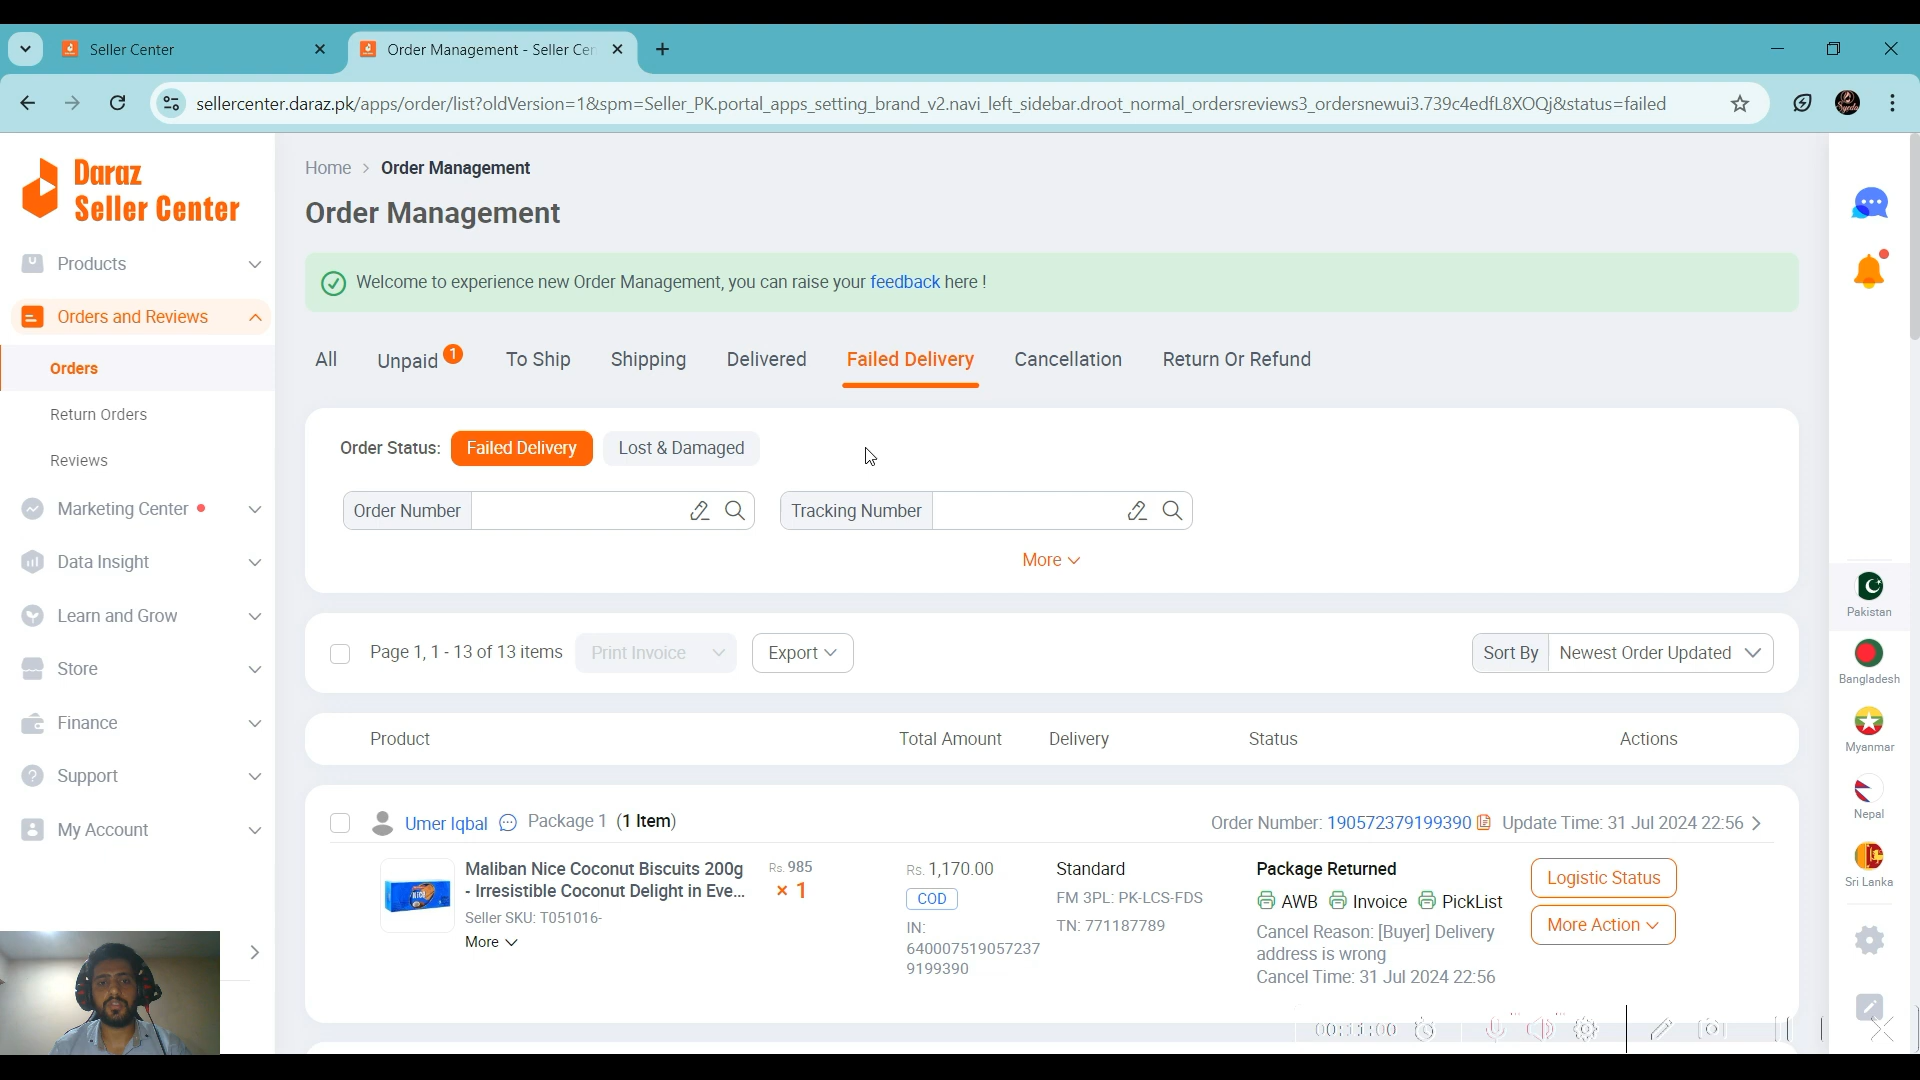 Seller Center
Order Management - Seller Cen
sellercenter.daraz.pk/apps/order/list?oldVersion=1&spm=Seller_PK.portal_apps_setting_brand_v2.navi_left_sidebar.droot_normal_ordersreviews3_ordersnewui3.739c4edfL8XOQj&status=failed
Daraz
Seller Center
Products
Orders and Reviews
Orders
Return Orders
Reviews
Marketing Center
Data Insight
Learn and Grow
Store
Finance
Support
My Account
Home > Order Management
Order Management
Welcome to experience new Order Management, you can raise your feedback here !
All
Unpaid 1
To Ship
Shipping
Delivered
Failed Delivery
Cancellation
Return Or Refund
Order Status: Failed Delivery Lost & Damaged
Order Number
Tracking Number
More
Page 1, 1 - 13 of 13 items
Print Invoice
Export
Sort By Newest Order Updated
Product
Total Amount
Delivery
Status
Actions
Umer Iqbal Package 1 (1 Item)
Order Number: 190572379199390 Update Time: 31 Jul 2024 22:56
Maliban Nice Coconut Biscuits 200g
- Irresistible Coconut Delight in Eve...
Seller SKU: T051016-
More
Rs. 985
× 1
Rs. 1,170.00
COD
IN:
640007519057237
9199390
Standard
FM 3PL: PK-LCS-FDS
TN: 771187789
Package Returned
AWB Invoice PickList
Cancel Reason: [Buyer] Delivery
address is wrong
Cancel Time: 31 Jul 2024 22:56
Logistic Status
More Action
Pakistan
Bangladesh
Myanmar
Nepal
Sri Lanka